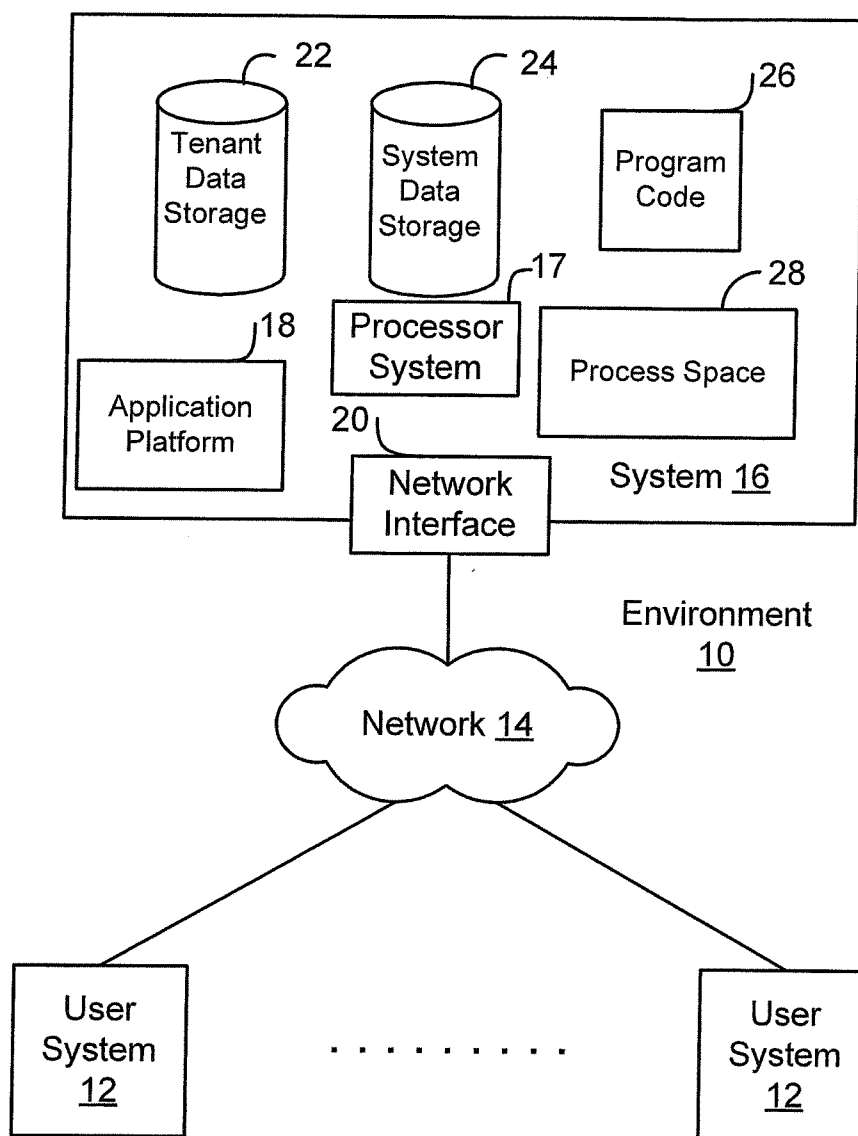 22
24
26
Tenant
Data
Storage
System
Data
Storage
Program
Code
17
28
18
Processor
System
Process Space
Application
Platform
20
Network
Interface
System 16
Environment
10
Network 14
User
System
12
User
System
12